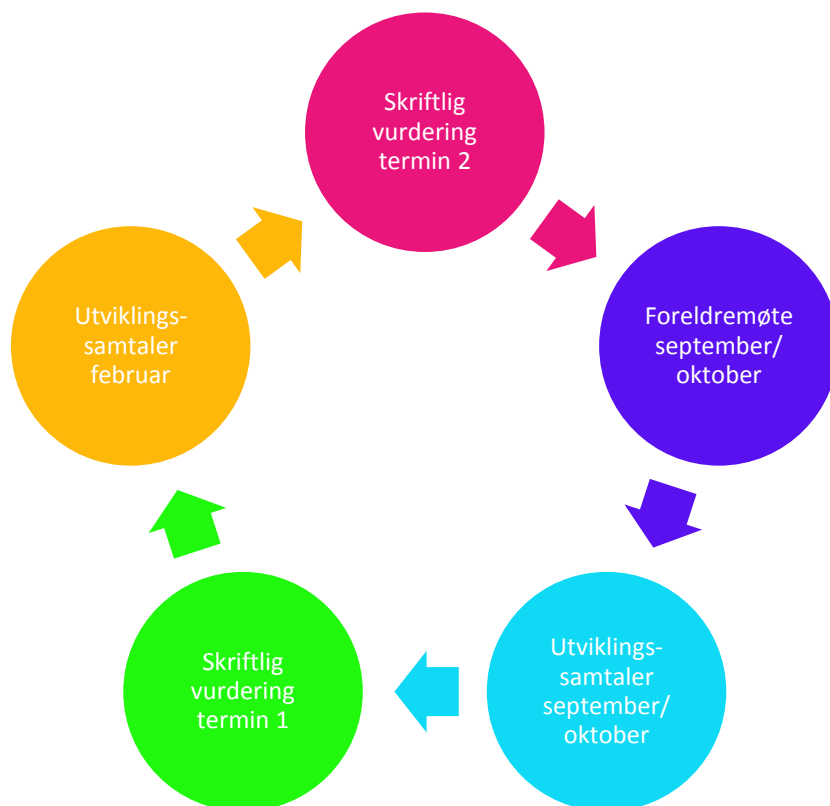 Skriftlig
vurdering
termin 2
Foreldremøte
september/
oktober
Utviklings-
samtaler
september/
oktober
Skriftlig
vurdering
termin 1
Utviklings-
samtaler
februar